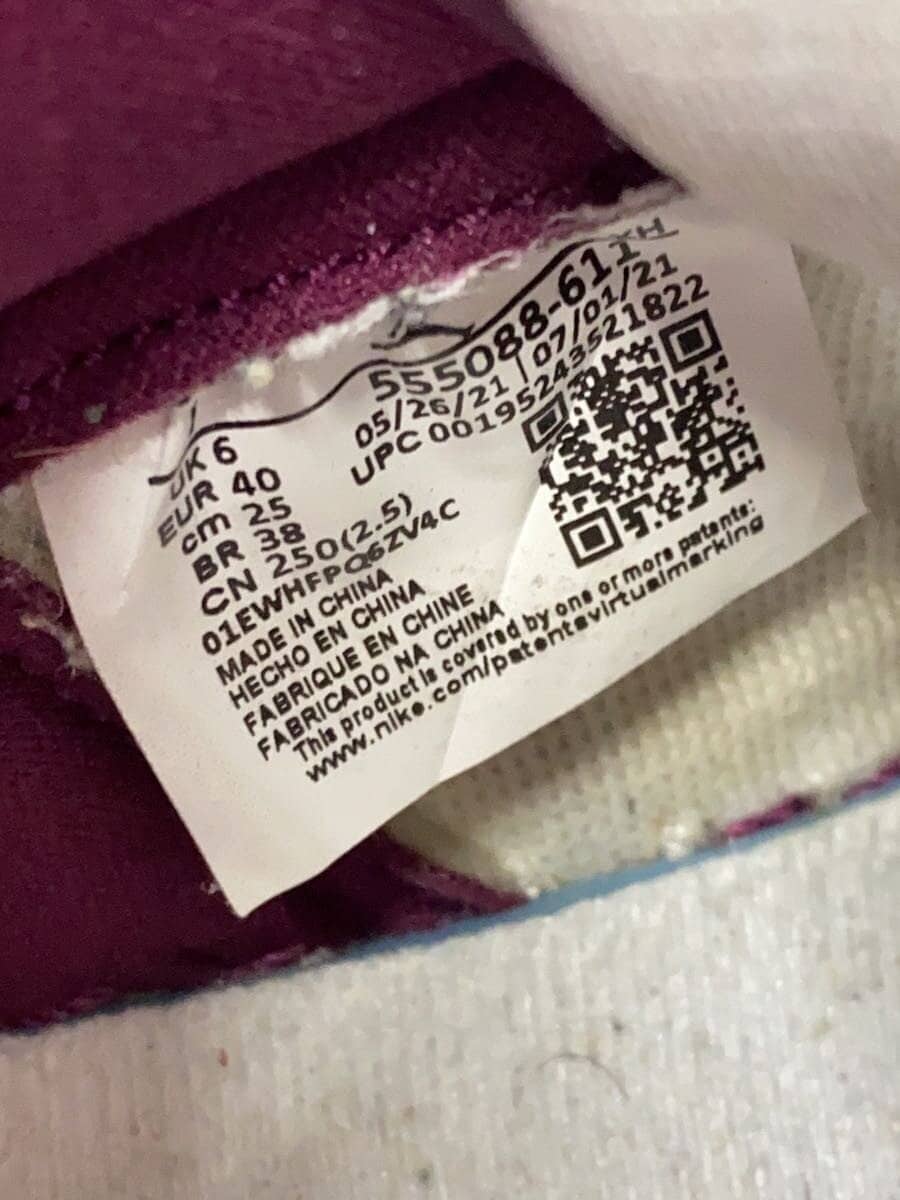 555088-611
XH
05/26/21 | 07/01/21
UPC 00195243521822
UK 6
EUR 40
cm 25
BR 38
CN 250(2.5)
01EWHFPQ6ZV4C
MADE IN CHINA
HECHO EN CHINA
FABRIQUE EN CHINE
FABRICADO NA CHINA
This product is covered by one or more patents:
www.nike.com/patentsvirtualmarking